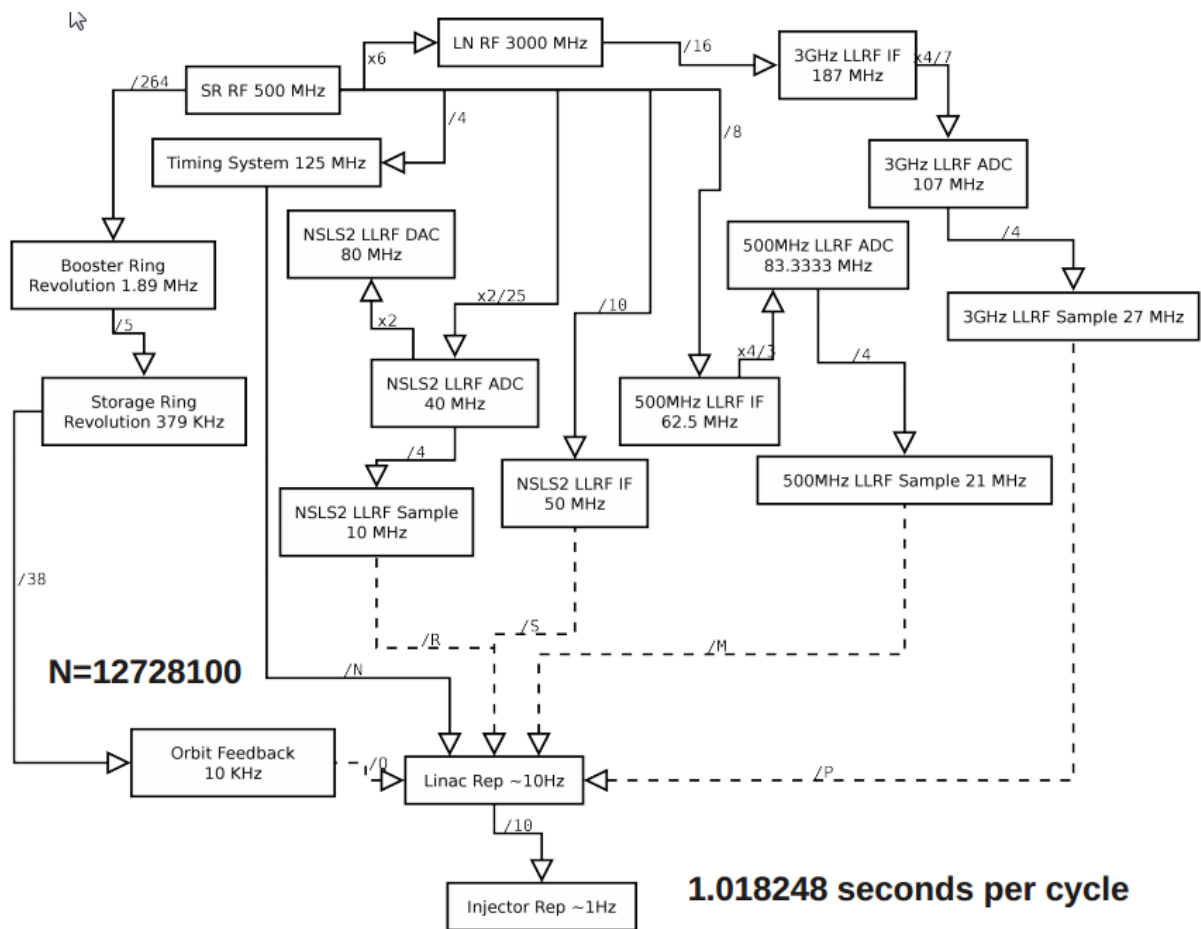 LN RF 3000 MHz
/16
3GHz LLRF IF
187 MHz
x4/7
x6
/264
SR RF 500 MHz
/4
/8
Timing System 125 MHz
3GHz LLRF ADC
107 MHz
NSLS2 LLRF DAC
80 MHz
500MHz LLRF ADC
83.3333 MHz
/4
Booster Ring
Revolution 1.89 MHz
x2/25
/10
3GHz LLRF Sample 27 MHz
/5
x2
x4/3
/4
Storage Ring
Revolution 379 KHz
NSLS2 LLRF ADC
40 MHz
500MHz LLRF IF
62.5 MHz
/4
NSLS2 LLRF Sample
10 MHz
NSLS2 LLRF IF
50 MHz
500MHz LLRF Sample 21 MHz
/38
/R
/S
/M
N=12728100
/N
Orbit Feedback
10 KHz
/Q
Linac Rep ~10Hz
/P
/10
1.018248 seconds per cycle
Injector Rep ~1Hz